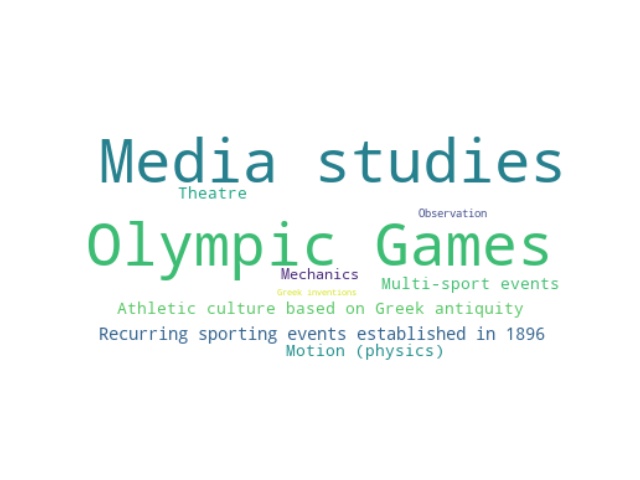 Media studies
Theatre
Observation
Olympic Games
Mechanics
Multi-sport events
Greek inventions
Athletic culture based on Greek antiquity
Recurring sporting events established in 1896
Motion (physics)